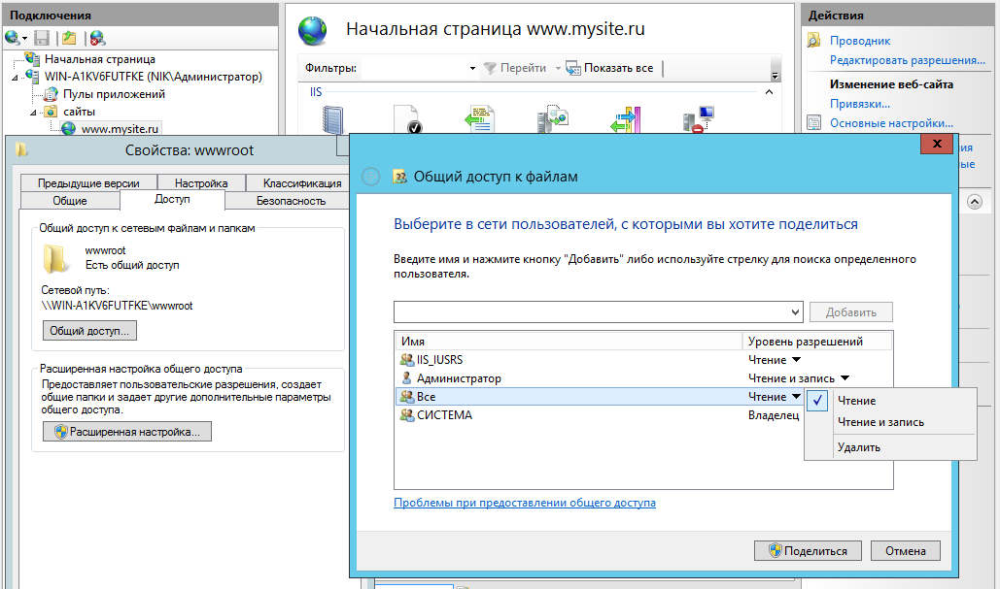 Подключения
Начальная страница
WIN-A1KV6FUTFKE (NIK\Администратор)
Пулы приложений
сайты
www.mysite.ru
Начальная страница www.mysite.ru
Фильтры:
Перейти
Показать все
IIS
Действия
Проводник
Редактировать разрешения...
Изменение веб-сайта
Привязки...
Основные настройки...
Свойства: wwwroot
Предыдущие версии
Настройка
Классификация
Общие
Доступ
Безопасность
Общий доступ к сетевым файлам и папкам
wwwroot
Есть общий доступ
Сетевой путь:
\\WIN-A1KV6FUTFKE\wwwroot
Общий доступ...
Расширенная настройка общего доступа
Предоставляет пользовательские разрешения, создает
общие папки и задает другие дополнительные параметры
общего доступа.
Расширенная настройка...
Общий доступ к файлам
Выберите в сети пользователей, с которыми вы хотите поделиться
Введите имя и нажмите кнопку "Добавить" либо используйте стрелку для поиска определенного
пользователя.
Добавить
Имя
Уровень разрешений
IIS_IUSRS
Чтение
Администратор
Чтение и запись
Все
Чтение
СИСТЕМА
Владелец
Чтение
Чтение и запись
Удалить
Проблемы при предоставлении общего доступа
Поделиться
Отмена